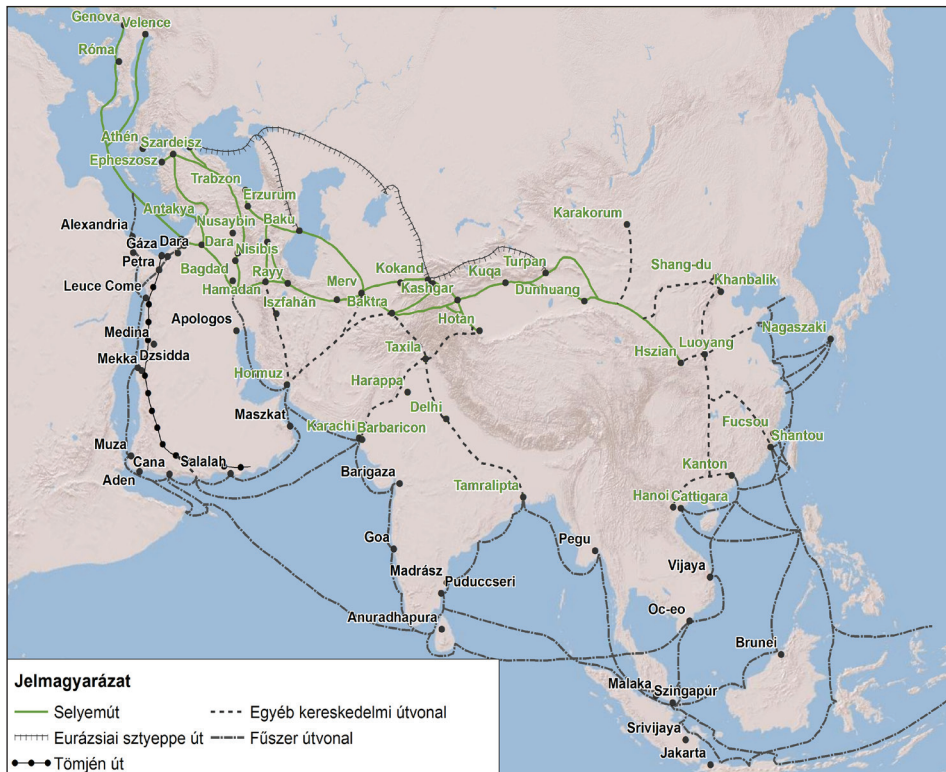 Genova
Velence
Róma
Athén
Szardeisz
Epheszosz
Trabzon
Erzurum
Karakorum
Antakya
Nusaybin
Baku
Alexandria
Gáza
Dara
Dara
Nisibis
Turpan
Shang-du
Petra
Bagdad
Rayy
Kokand
Kuqa
Khanbalik
Leuce Come
Hamadán
Merv
Kashgar
Dunhuang
Iszfahán
Baktra
Medina
Apologos
Hotan
Nagaszaki
Mekka
Dzsidda
Taxila
Hszian
Luoyang
Hormuz
Harappa
Maszkat
Delhi
Karachi
Barbaricon
Fucsou
Shantou
Muza
Cana
Salalah
Barigaza
Kanton
Aden
Tamralipta
Hanoi
Cattigara
Goa
Pegu
Madrász
Puduccseri
Vijaya
Anuradhapura
Oc-eo
Brunei
Malaka
Szingapúr
Srivijaya
Jakarta
Jelmagyarázat
Selyemút
Egyéb kereskedelmi útvonal
Eurázsiai sztyeppe út
Fűszer útvonal
Tömjén út